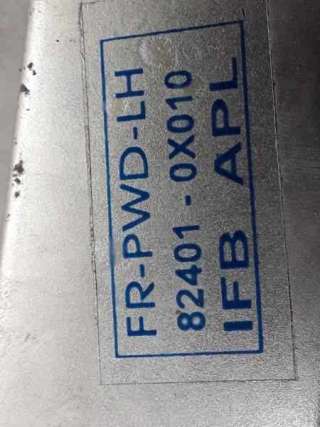 FR-PWD-LH
82401 - 0X010
IFB APL